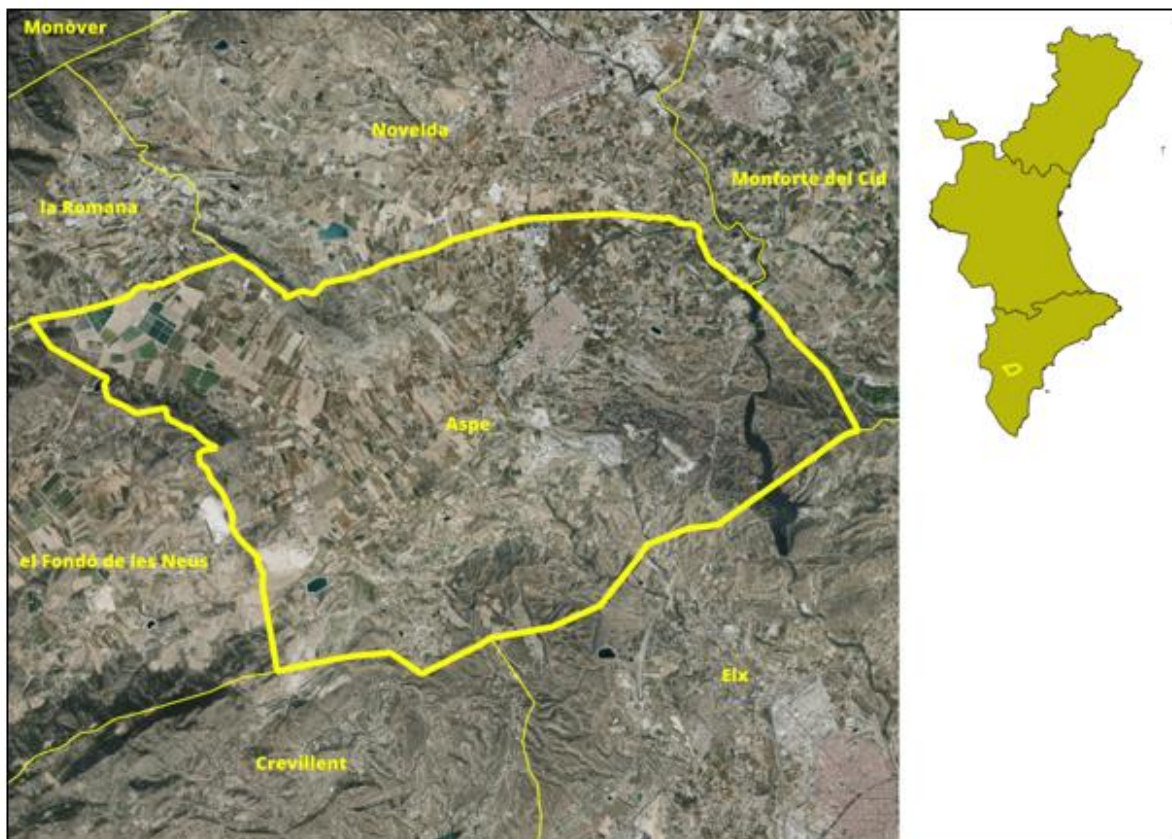 Monòver
Novelda
Monforte del Cid
la Romana
Aspe
el Fondó de les Neus
Elx
Crevillent